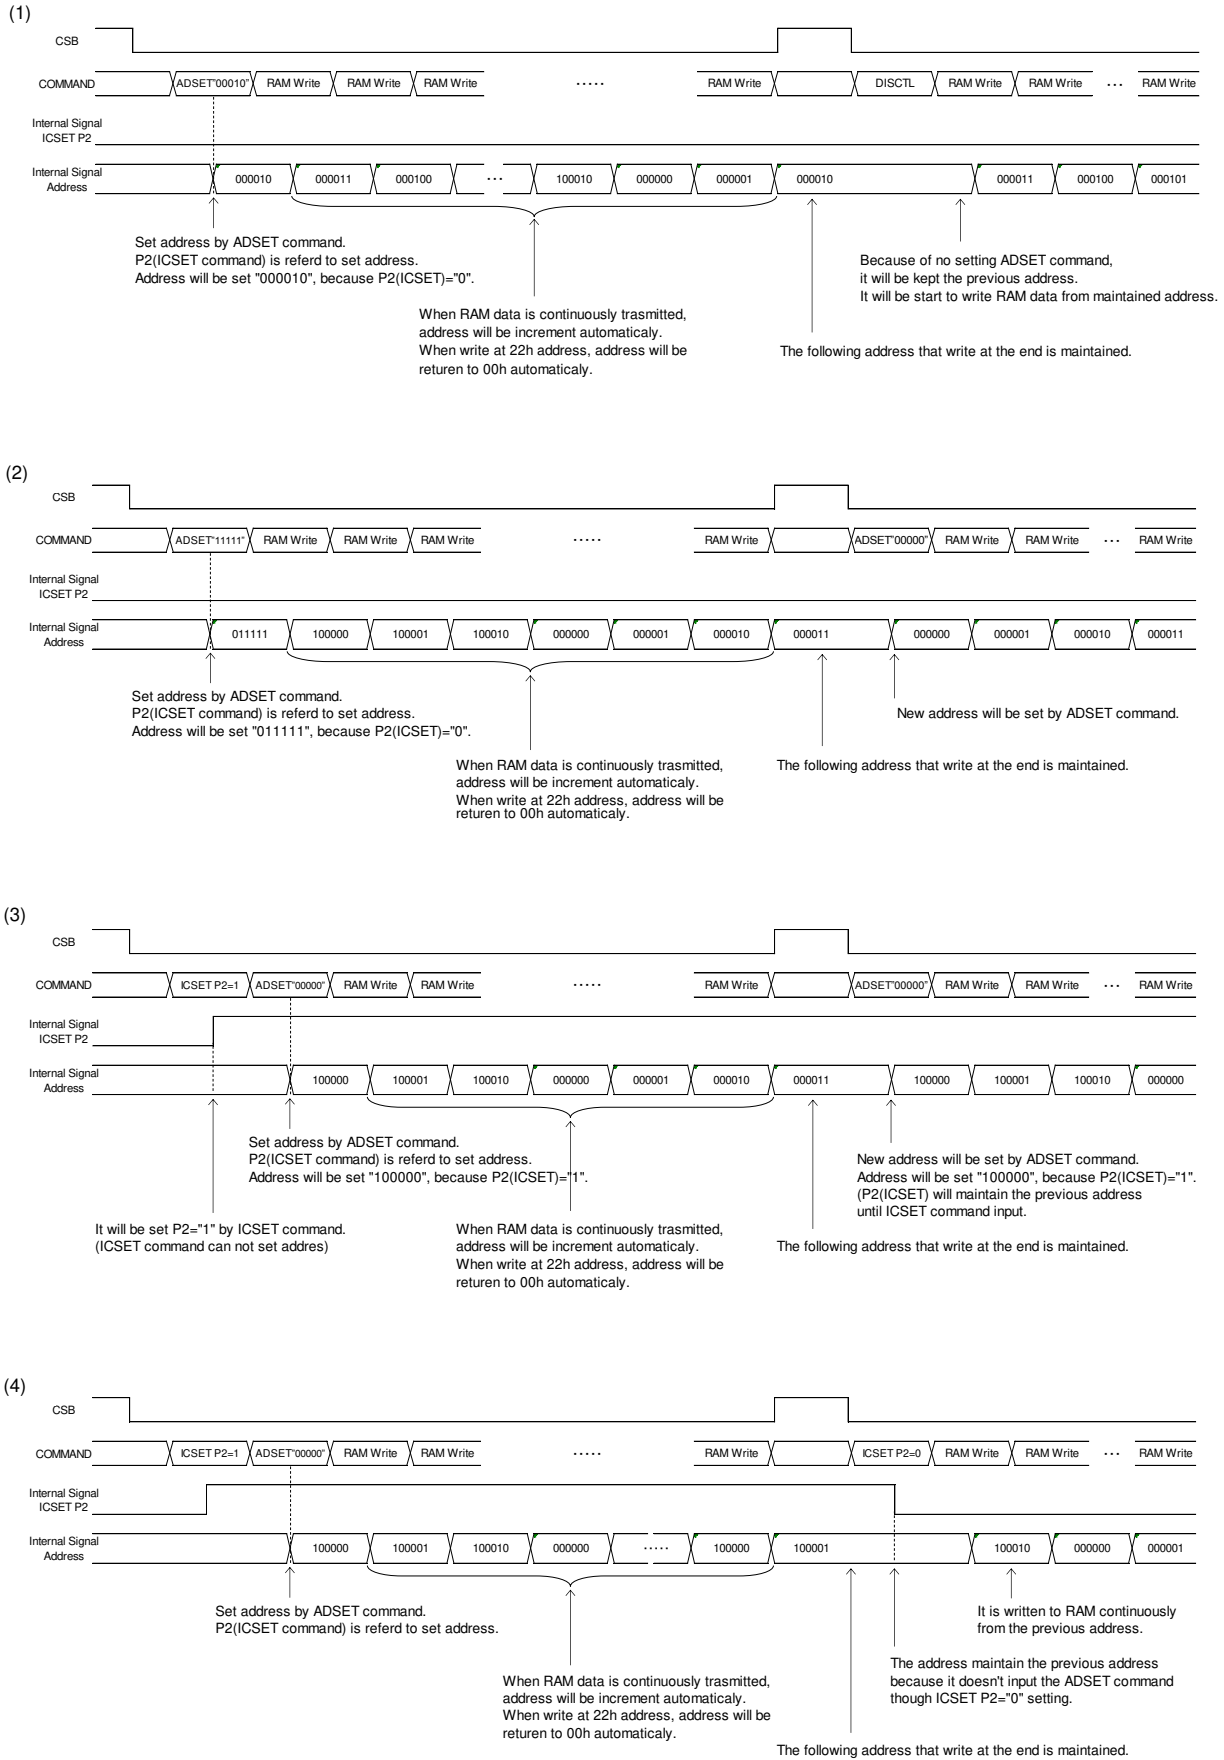 (1)
CSB
COMMAND
ADSET"00010" RAM Write RAM Write RAM Write ····· RAM Write DISCTL RAM Write RAM Write ··· RAM Write
Internal Signal
ICSET P2
Internal Signal
Address
000010 000011 000100 ··· 100010 000000 000001 000010 000011 000100 000101
Set address by ADSET command.
P2(ICSET command) is referd to set address.
Address will be set "000010", because P2(ICSET)="0".
Because of no setting ADSET command,
it will be kept the previous address.
It will be start to write RAM data from maintained address.
When RAM data is continuously trasmitted,
address will be increment automaticaly.
When write at 22h address, address will be
returen to 00h automaticaly.
The following address that write at the end is maintained.
(2)
CSB
COMMAND
ADSET"11111" RAM Write RAM Write RAM Write ····· RAM Write ADSET"00000" RAM Write RAM Write ··· RAM Write
Internal Signal
ICSET P2
Internal Signal
Address
011111 100000 100001 100010 000000 000001 000010 000011 000000 000001 000010 000011
Set address by ADSET command.
P2(ICSET command) is referd to set address.
Address will be set "011111", because P2(ICSET)="0".
New address will be set by ADSET command.
When RAM data is continuously trasmitted,
address will be increment automaticaly.
When write at 22h address, address will be
returen to 00h automaticaly.
The following address that write at the end is maintained.
(3)
CSB
COMMAND
ICSET P2=1 ADSET"00000" RAM Write RAM Write ····· RAM Write ADSET"00000" RAM Write RAM Write ··· RAM Write
Internal Signal
ICSET P2
Internal Signal
Address
100000 100001 100010 000000 000001 000010 000011 100000 100001 100010 000000
Set address by ADSET command.
P2(ICSET command) is referd to set address.
Address will be set "100000", because P2(ICSET)="1".
New address will be set by ADSET command.
Address will be set "100000", because P2(ICSET)="1".
(P2(ICSET) will maintain the previous address
until ICSET command input.
It will be set P2="1" by ICSET command.
(ICSET command can not set addres)
When RAM data is continuously trasmitted,
address will be increment automaticaly.
When write at 22h address, address will be
returen to 00h automaticaly.
The following address that write at the end is maintained.
(4)
CSB
COMMAND
ICSET P2=1 ADSET"00000" RAM Write RAM Write ····· RAM Write ICSET P2=0 RAM Write RAM Write ··· RAM Write
Internal Signal
ICSET P2
Internal Signal
Address
100000 100001 100010 000000 ····· 100000 100001 100010 000000 000001
Set address by ADSET command.
P2(ICSET command) is referd to set address.
It is written to RAM continuously
from the previous address.
The address maintain the previous address
because it doesn't input the ADSET command
though ICSET P2="0" setting.
When RAM data is continuously trasmitted,
address will be increment automaticaly.
When write at 22h address, address will be
returen to 00h automaticaly.
The following address that write at the end is maintained.